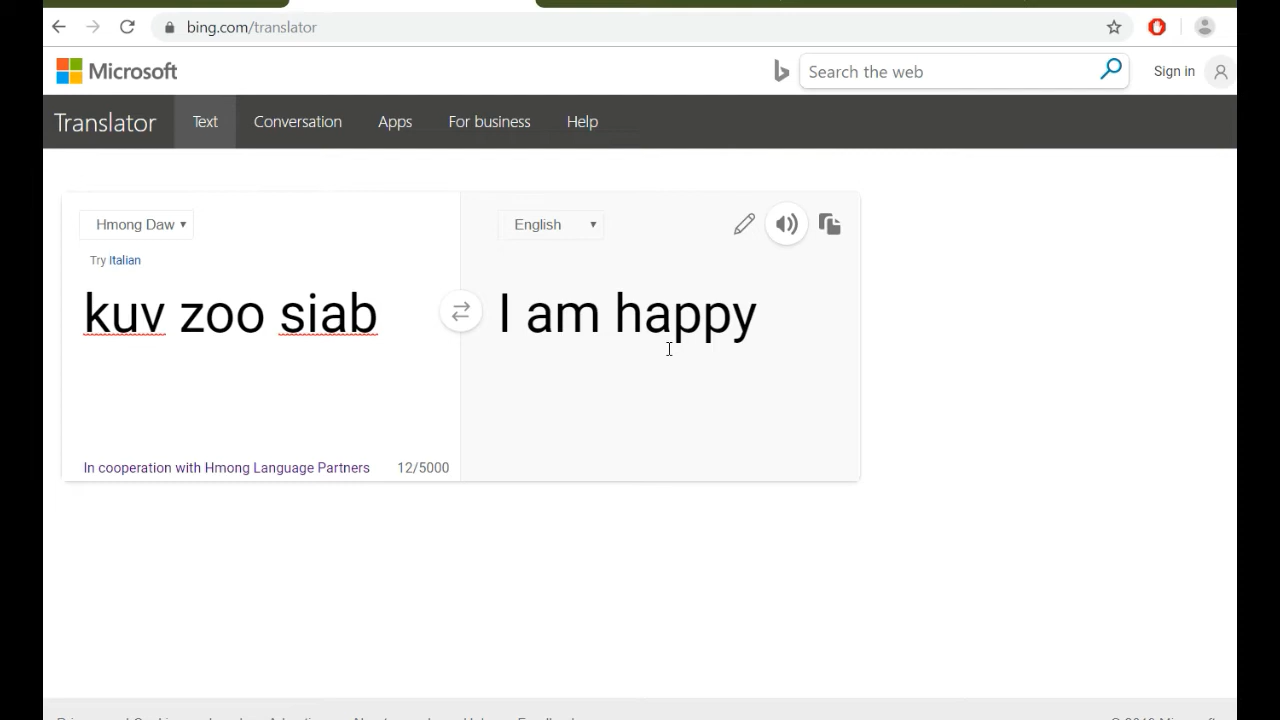 bing.com/translator
Microsoft
Search the web
Sign in
Translator Text Conversation Apps For business Help
Hmong Daw
English
Try Italian
kuv zoo siab
I am happy
In cooperation with Hmong Language Partners 12/5000